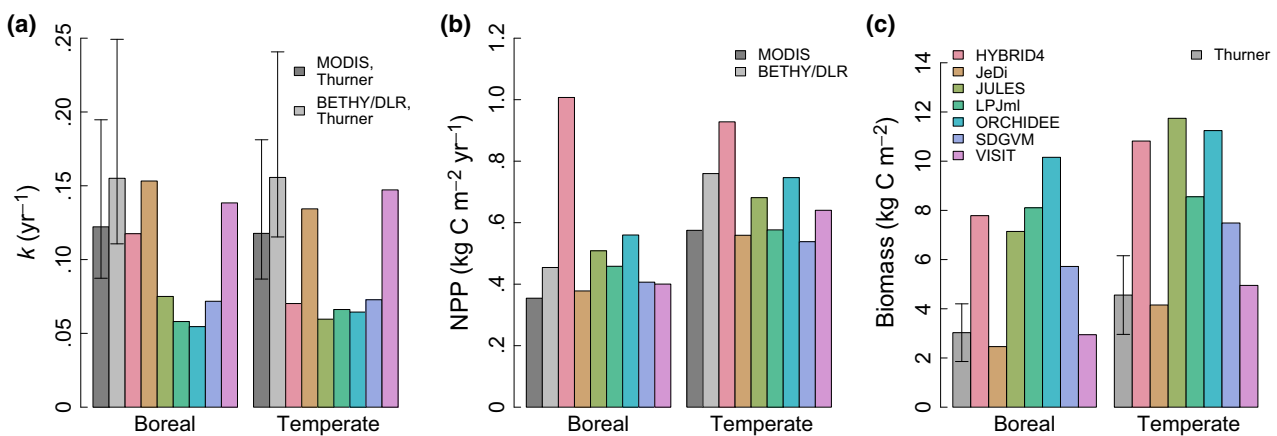 (a)
k (yr−1)
.25
.20
.15
.10
.05
0
MODIS,
Thurner
BETHY/DLR,
Thurner
Boreal
Temperate
(b)
NPP (kg C m−2 yr−1)
1.2
1.0
.8
.6
.4
.2
0
MODIS
BETHY/DLR
Boreal
Temperate
(c)
Biomass (kg C m−2)
14
12
10
8
6
4
2
0
HYBRID4
JeDi
JULES
LPJml
ORCHIDEE
SDGVM
VISIT
Thurner
Boreal
Temperate